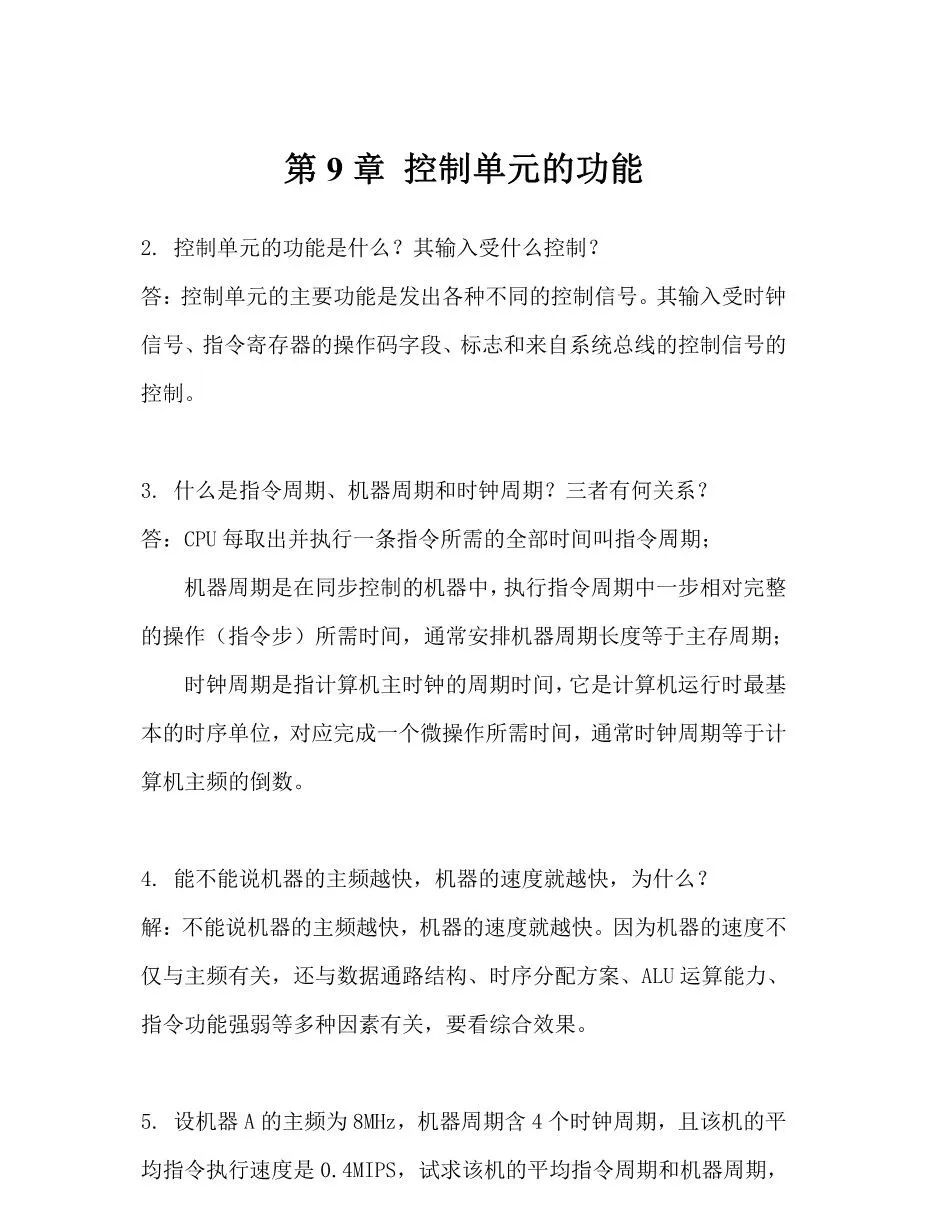 第 9 章 控制单元的功能
2. 控制单元的功能是什么？其输入受什么控制？
答：控制单元的主要功能是发出各种不同的控制信号。其输入受时钟
信号、指令寄存器的操作码字段、标志和来自系统总线的控制信号的
控制。
3. 什么是指令周期、机器周期和时钟周期？三者有何关系？
答：CPU 每取出并执行一条指令所需的全部时间叫指令周期；
机器周期是在同步控制的机器中，执行指令周期中一步相对完整
的操作（指令步）所需时间，通常安排机器周期长度等于主存周期；
时钟周期是指计算机主时钟的周期时间，它是计算机运行时最基
本的时序单位，对应完成一个微操作所需时间，通常时钟周期等于计
算机主频的倒数。
4. 能不能说机器的主频越快，机器的速度就越快，为什么？
解：不能说机器的主频越快，机器的速度就越快。因为机器的速度不
仅与主频有关，还与数据通路结构、时序分配方案、ALU 运算能力、
指令功能强弱等多种因素有关，要看综合效果。
5. 设机器 A 的主频为 8MHz，机器周期含 4 个时钟周期，且该机的平
均指令执行速度是 0.4MIPS，试求该机的平均指令周期和机器周期，